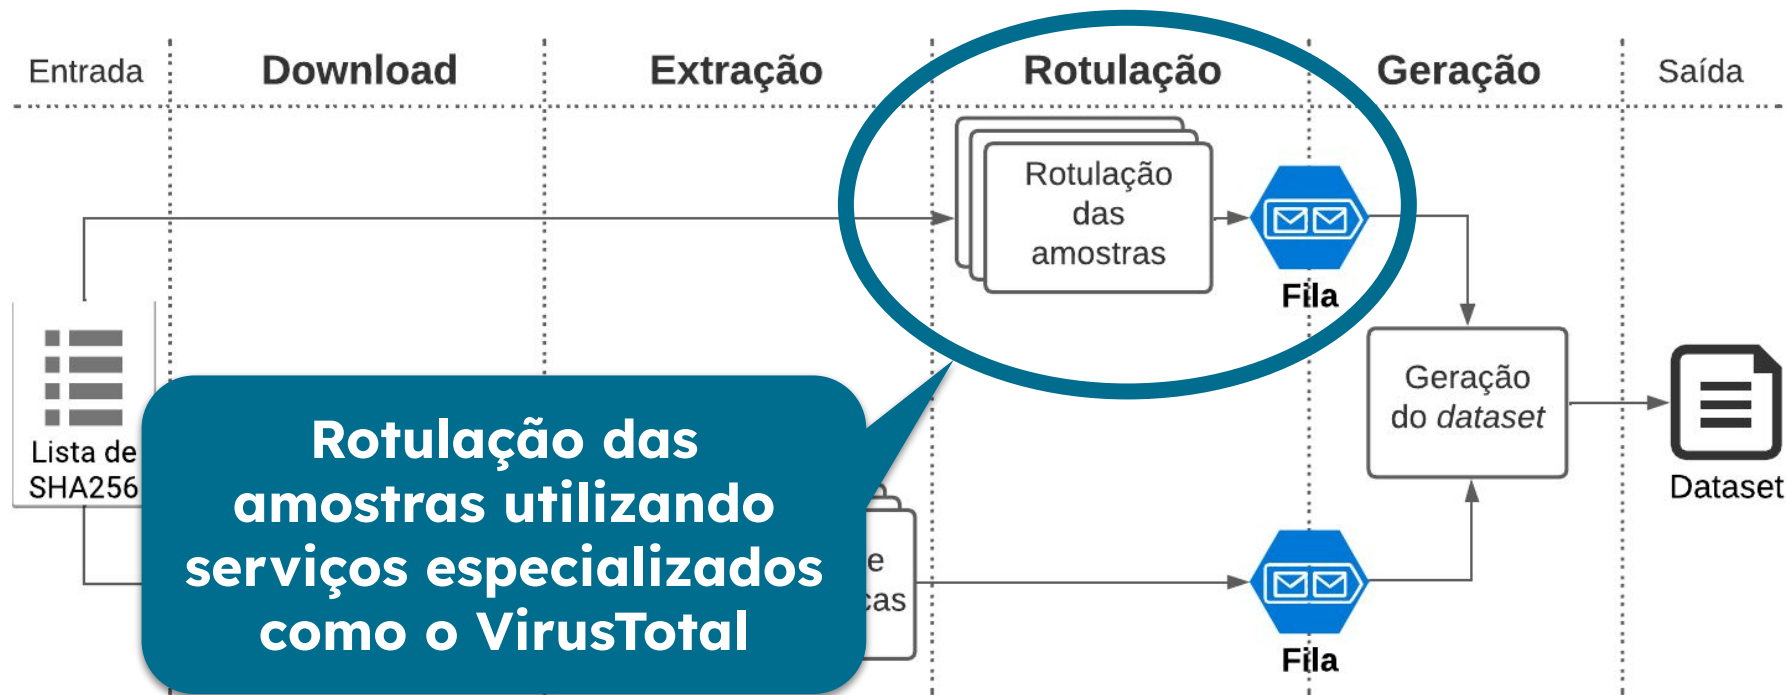 Entrada
Download
Extração
Rotulação
Geração
Saída
Rotulação
das
amostras
Fila
Lista de
SHA256
Geração
do dataset
Dataset
Rotulação das
amostras utilizando
serviços especializados
como o VirusTotal
e
cas
Fila